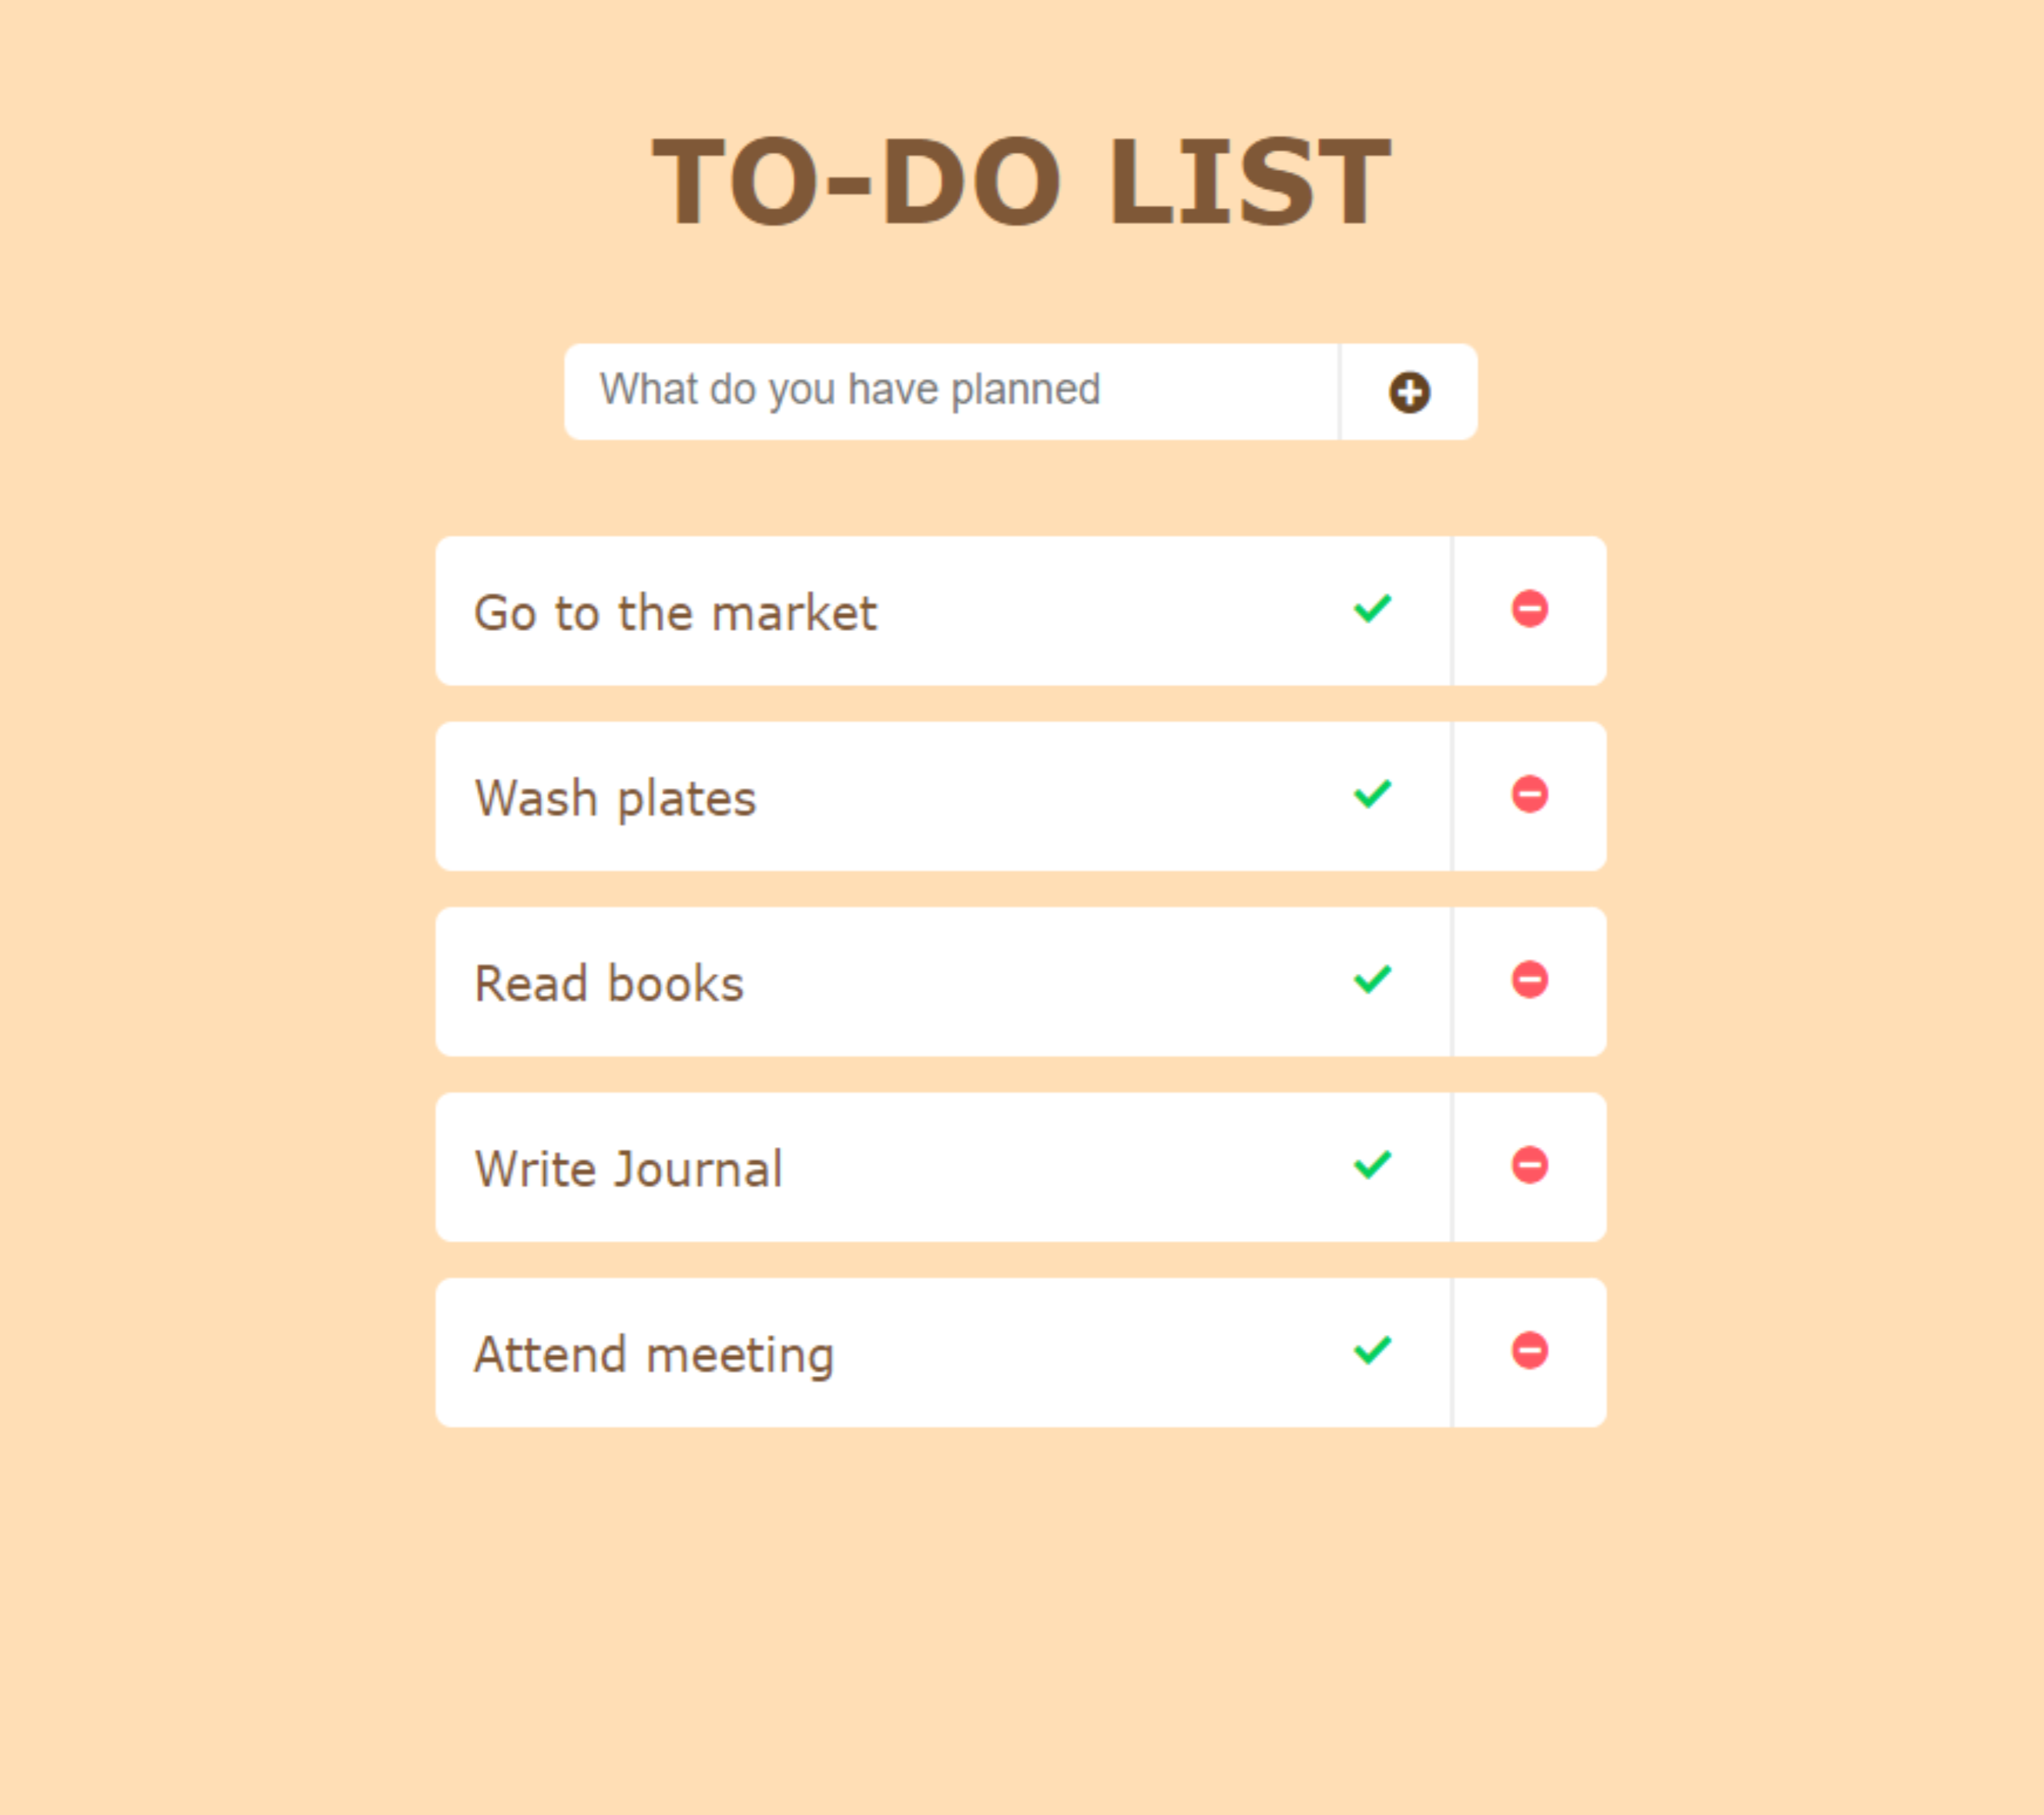 TO-DO LIST
What do you have planned
Go to the market
Wash plates
Read books
Write Journal
Attend meeting